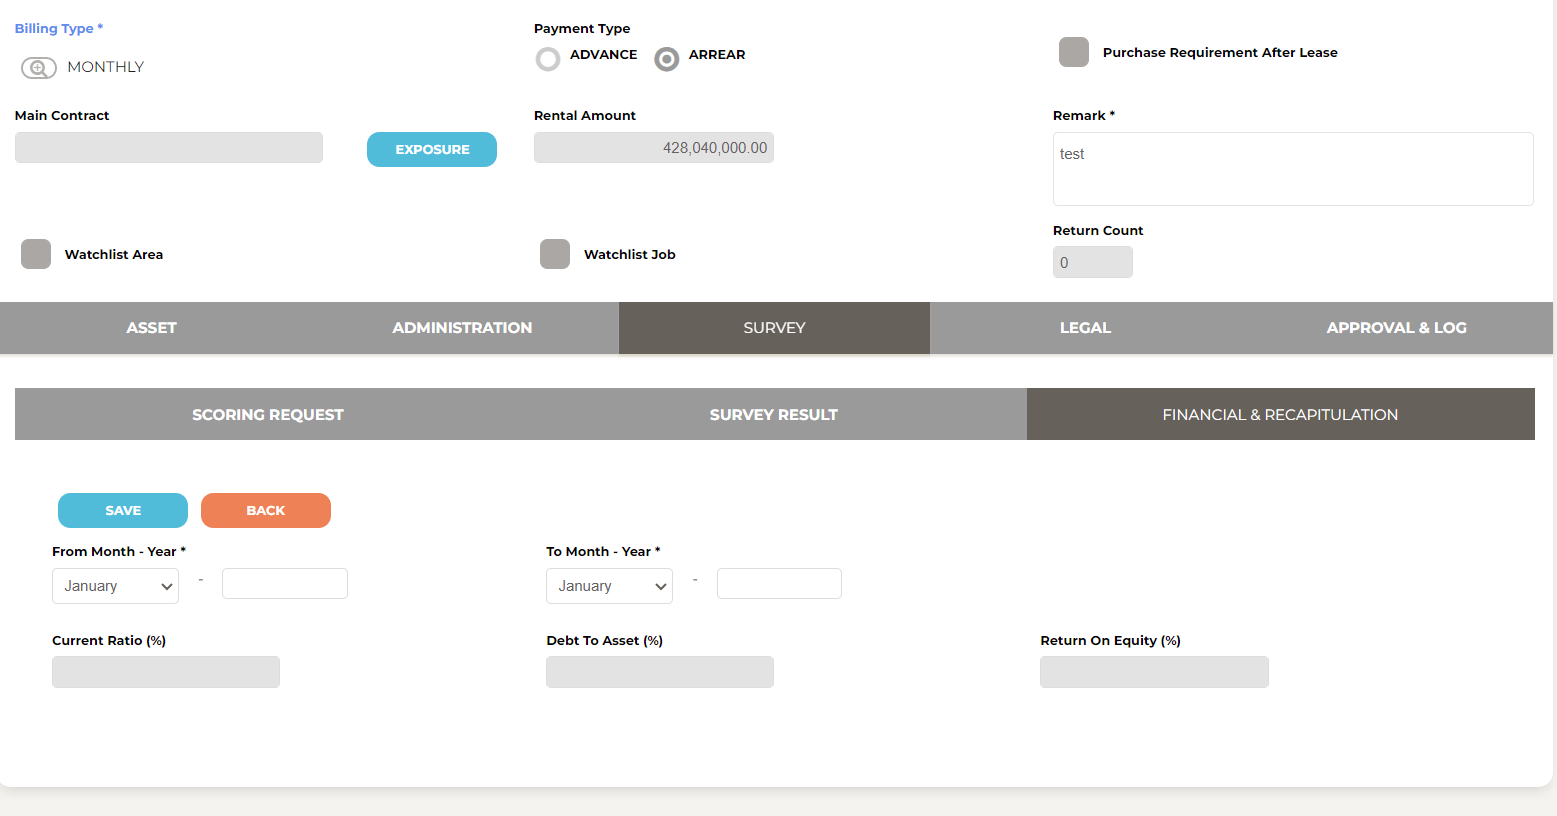 Billing Type *
MONTHLY
Payment Type
ADVANCE
ARREAR
Purchase Requirement After Lease
Main Contract
EXPOSURE
Rental Amount
428,040,000.00
Remark *
test
Return Count
0
Watchlist Area
Watchlist Job
ASSET
ADMINISTRATION
SURVEY
LEGAL
APPROVAL & LOG
SCORING REQUEST
SURVEY RESULT
FINANCIAL & RECAPITULATION
SAVE
BACK
From Month - Year *
January
-
To Month - Year *
January
-
Current Ratio (%)
Debt To Asset (%)
Return On Equity (%)